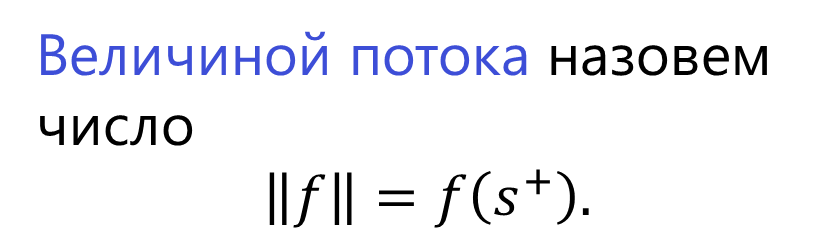 Величиной потока назовем
число
‖f‖ = f(s⁺).